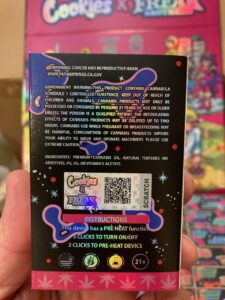 Cookies X FREAK
WARNING: CANCER AND REPRODUCTIVE HARM
WWW.P65WARNINGS.CA.GOV
GOVERNMENT WARNING: THIS PRODUCT CONTAINS CANNABIS, A
SCHEDULE 1 CONTROLLED SUBSTANCE. KEEP OUT OF REACH OF
CHILDREN AND ANIMALS. CANNABIS PRODUCTS MAY ONLY BE
POSSESSED OR CONSUMED BY PERSONS 21 YEARS OF AGE OR OLDER
UNLESS THE PERSON IS A QUALIFIED PATIENT. THE INTOXICATING
EFFECTS OF CANNABIS PRODUCTS MAY BE DELAYED UP TO TWO
HOURS. CANNABIS USE WHILE PREGNANT OR BREASTFEEDING MAY
BE HARMFUL. CONSUMPTION OF CANNABIS PRODUCTS IMPAIRS
YOUR ABILITY TO DRIVE AND OPERATE MACHINERY. PLEASE USE
EXTREME CAUTION.
INGREDIENTS: PREMIUM CANNABIS OIL, NATURAL TERPENES NO
ADDITIVES, PG, VG, OR VITAMIN E ACETATE.
Cookies
SCRATCH
INSTRUCTIONS
This device has a PRE HEAT function
5 CLICKS TO TURN ON/OFF
2 CLICKS TO PRE-HEAT DEVICE
21+